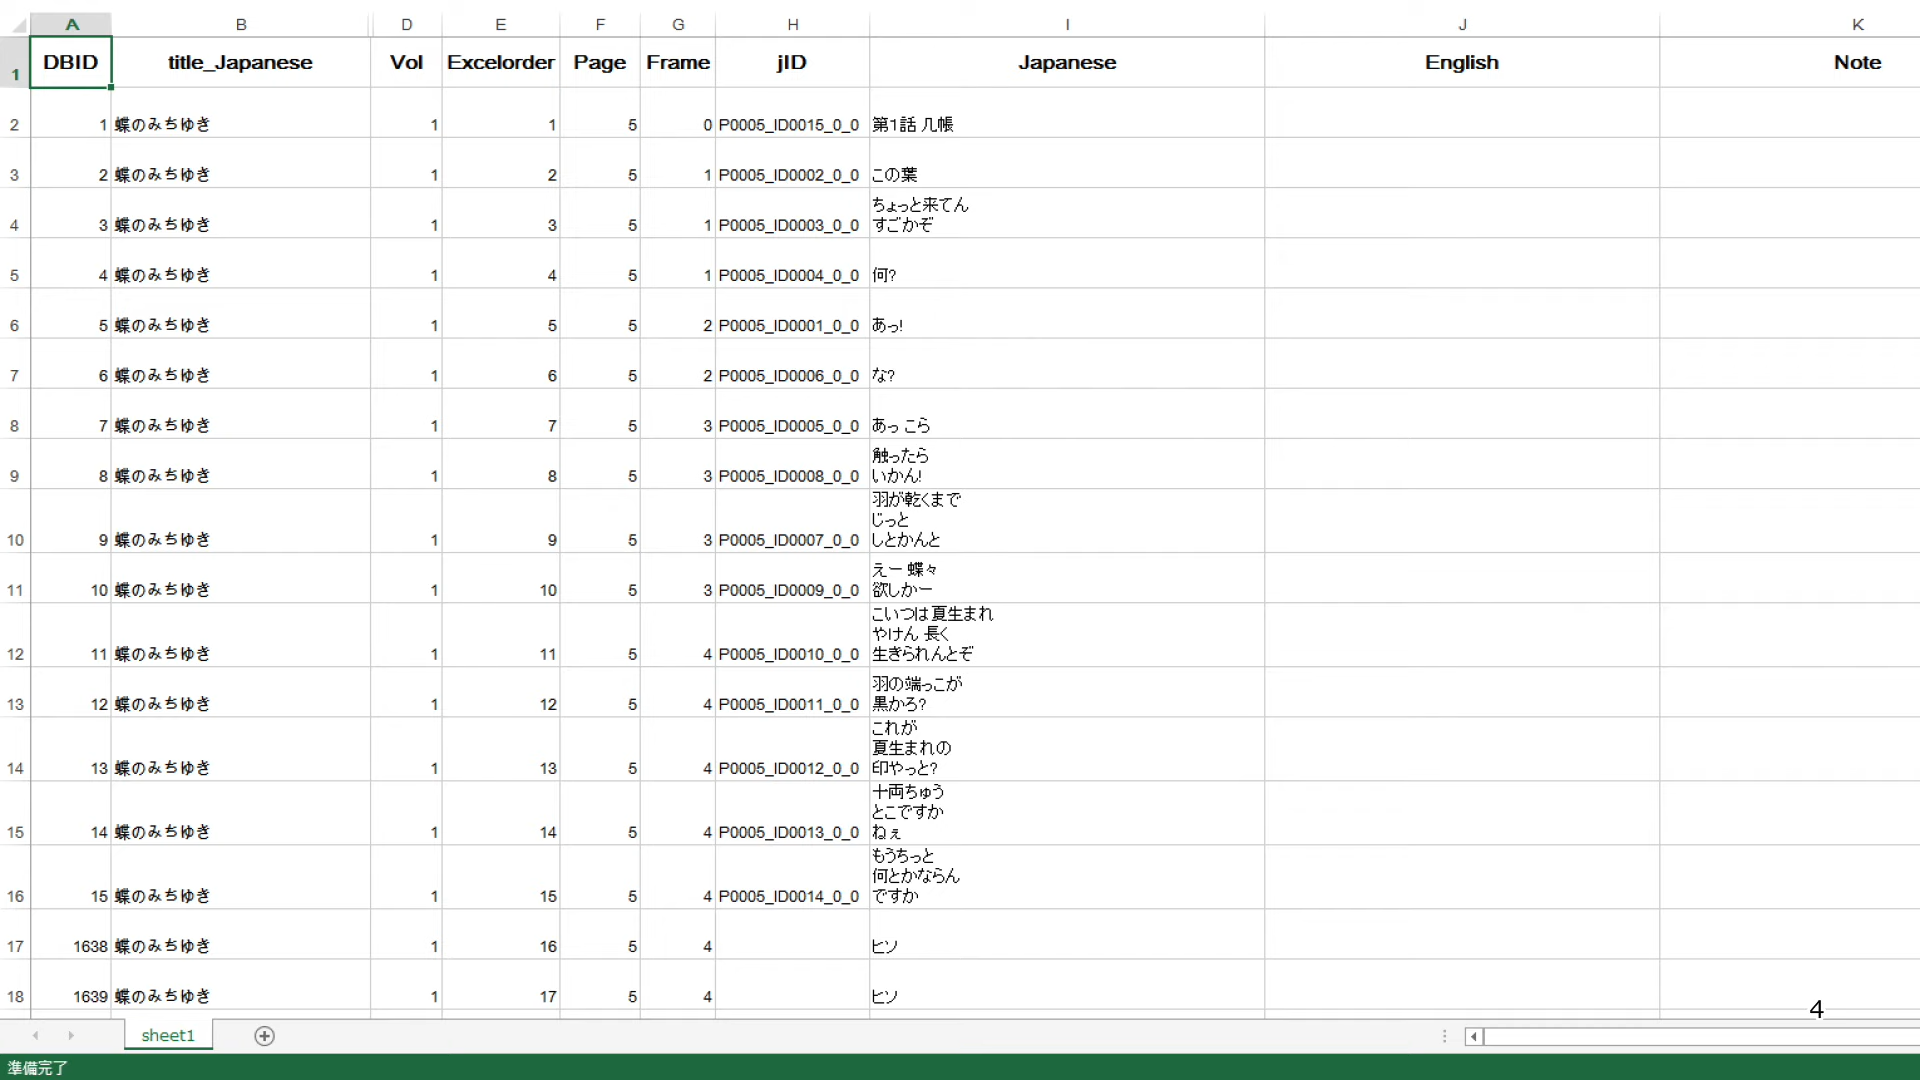 A B D E F G H I J K
1 DBID title_Japanese Vol Excelorder Page Frame jID Japanese English Note
2 1 蝶のみちゆき 1 1 5 0 P0005_ID0015_0_0 第1話 几帳
3 2 蝶のみちゆき 1 2 5 1 P0005_ID0002_0_0 この葉
ちょっと来てん
4 3 蝶のみちゆき 1 3 5 1 P0005_ID0003_0_0 すごかぞ
5 4 蝶のみちゆき 1 4 5 1 P0005_ID0004_0_0 何?
6 5 蝶のみちゆき 1 5 5 2 P0005_ID0001_0_0 あっ!
7 6 蝶のみちゆき 1 6 5 2 P0005_ID0006_0_0 な?
8 7 蝶のみちゆき 1 7 5 3 P0005_ID0005_0_0 あっ こら
触ったら
9 8 蝶のみちゆき 1 8 5 3 P0005_ID0008_0_0 いかん!
羽が乾くまで
じっと
10 9 蝶のみちゆき 1 9 5 3 P0005_ID0007_0_0 しとかんと
えー 蝶々
11 10 蝶のみちゆき 1 10 5 3 P0005_ID0009_0_0 欲しかー
こいつは夏生まれ
やけん 長く
12 11 蝶のみちゆき 1 11 5 4 P0005_ID0010_0_0 生きられんとぞ
羽の端っこが
13 12 蝶のみちゆき 1 12 5 4 P0005_ID0011_0_0 黒かろ?
これが
夏生まれの
14 13 蝶のみちゆき 1 13 5 4 P0005_ID0012_0_0 印やっと?
十両ちゅう
とこですか
15 14 蝶のみちゆき 1 14 5 4 P0005_ID0013_0_0 ねぇ
もうちっと
何とかならん
16 15 蝶のみちゆき 1 15 5 4 P0005_ID0014_0_0 ですか
17 1638 蝶のみちゆき 1 16 5 4 ヒソ
18 1639 蝶のみちゆき 1 17 5 4 ヒソ
4
sheet1
準備完了